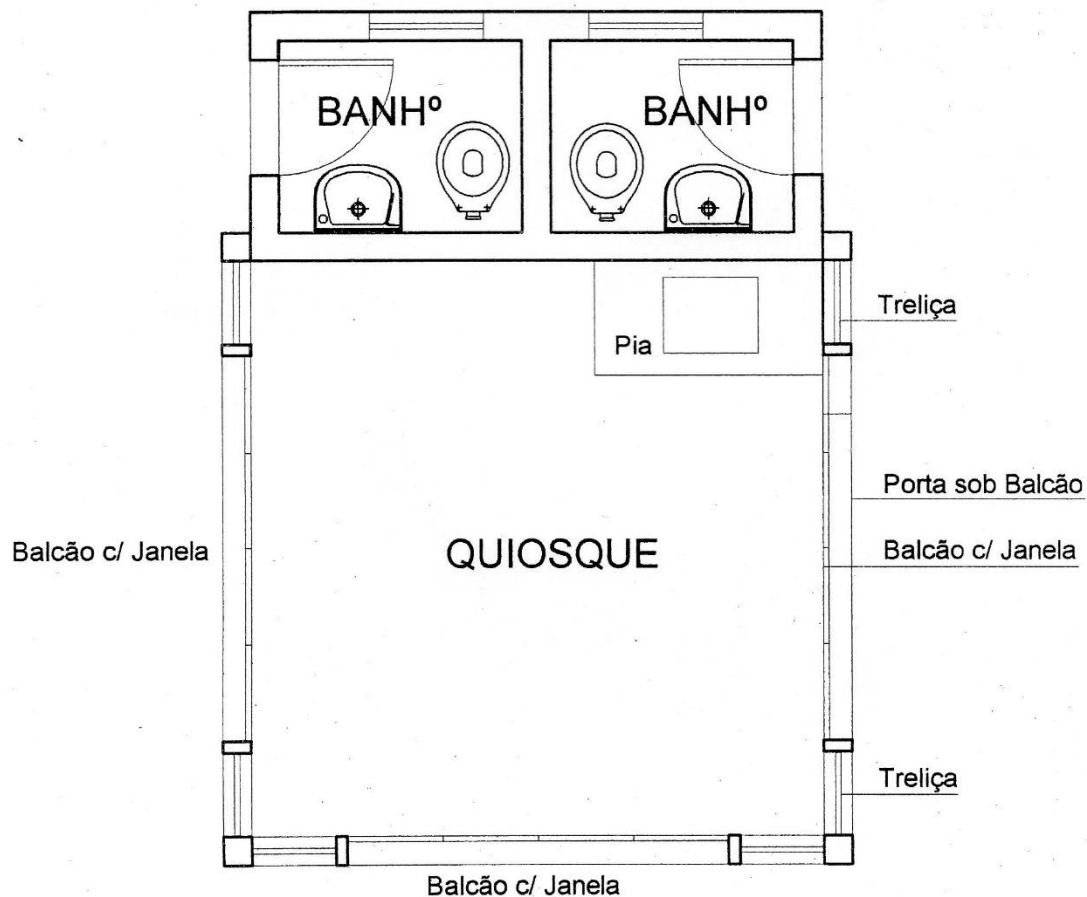 BANHº
BANHº
Treliça
Pia
Porta sob Balcão
Balcão c/ Janela
QUIOSQUE
Balcão c/ Janela
Treliça
Balcão c/ Janela